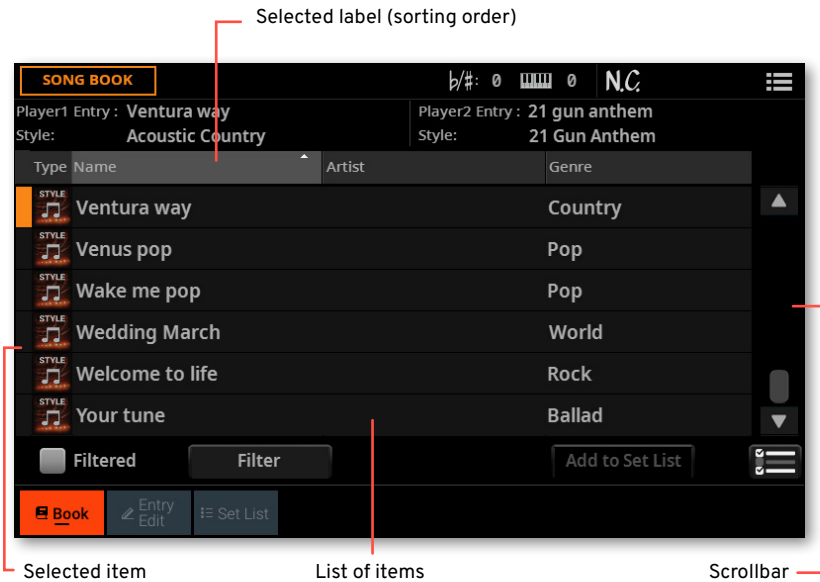 Selected label (sorting order)
SONG BOOK ♭/#: 0 0 N.C.
Player1 Entry : Ventura way Player2 Entry : 21 gun anthem
Style: Acoustic Country Style: 21 Gun Anthem
Type Name Artist Genre
STYLE Ventura way Country
STYLE Venus pop Pop
STYLE Wake me pop Pop
STYLE Wedding March World
STYLE Welcome to life Rock
STYLE Your tune Ballad
Filtered Filter Add to Set List
Book Entry Edit Set List
Selected item List of items Scrollbar